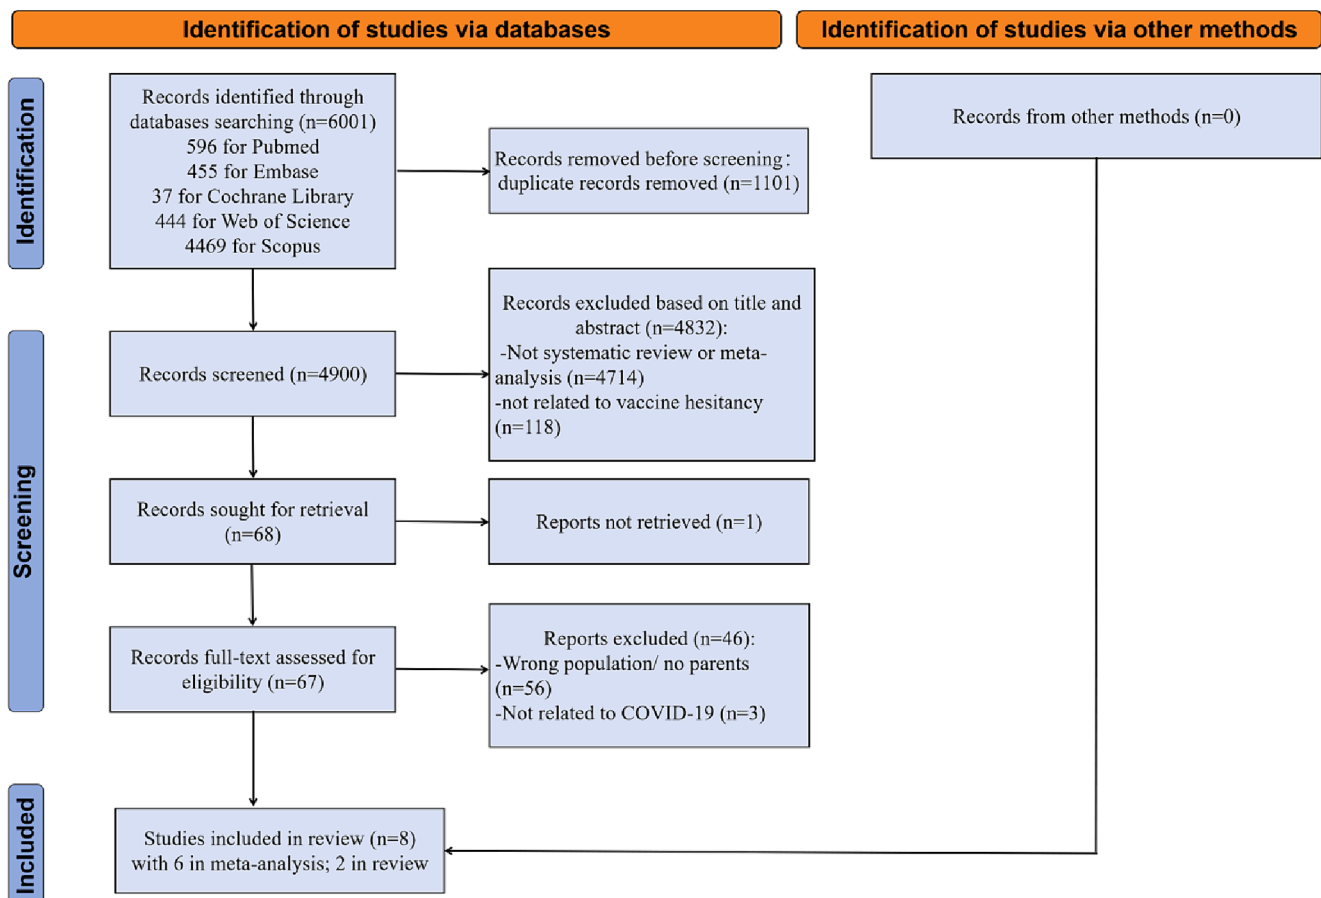 Identification of studies via databases
Identification of studies via other methods
Identification
Records identified through
databases searching (n=6001)
596 for Pubmed
455 for Embase
37 for Cochrane Library
444 for Web of Science
4469 for Scopus
Records removed before screening:
duplicate records removed (n=1101)
Records from other methods (n=0)
Screening
Records screened (n=4900)
Records excluded based on title and
abstract (n=4832):
-Not systematic review or meta-
analysis (n=4714)
-not related to vaccine hesitancy
(n=118)
Records sought for retrieval
(n=68)
Reports not retrieved (n=1)
Records full-text assessed for
eligibility (n=67)
Reports excluded (n=46):
-Wrong population/ no parents
(n=56)
-Not related to COVID-19 (n=3)
Included
Studies included in review (n=8)
with 6 in meta-analysis; 2 in review